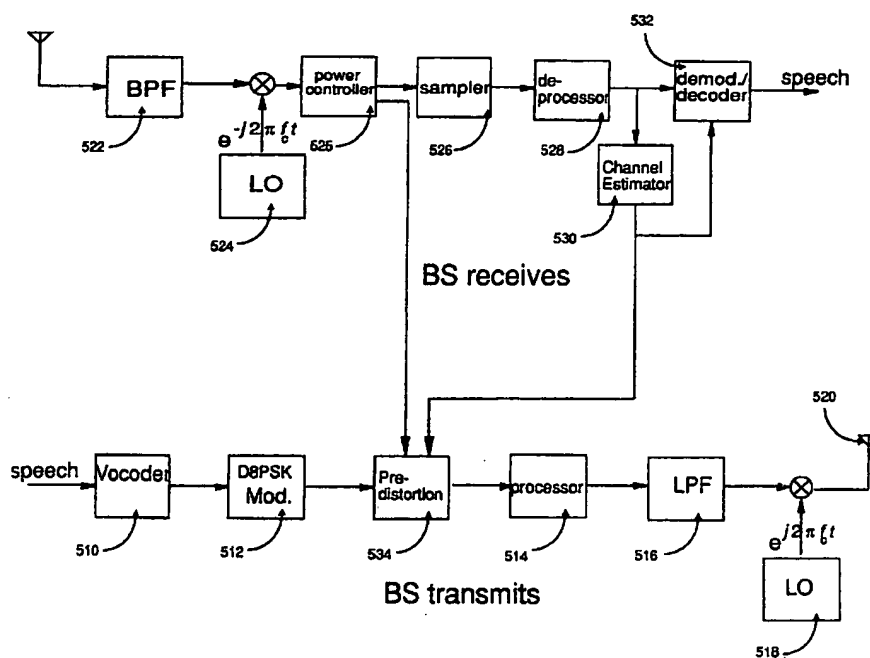 532
BPF
power
controller
sampler
de-
processor
demod./
decoder
speech
522
e^{-j2πf_c t}
525
526
528
LO
Channel
Estimator
524
530
BS receives
520
speech
Vocoder
D8PSK
Mod.
Pre-
distortion
processor
LPF
510
512
534
514
516
e^{j2πf_c t}
LO
BS transmits
518